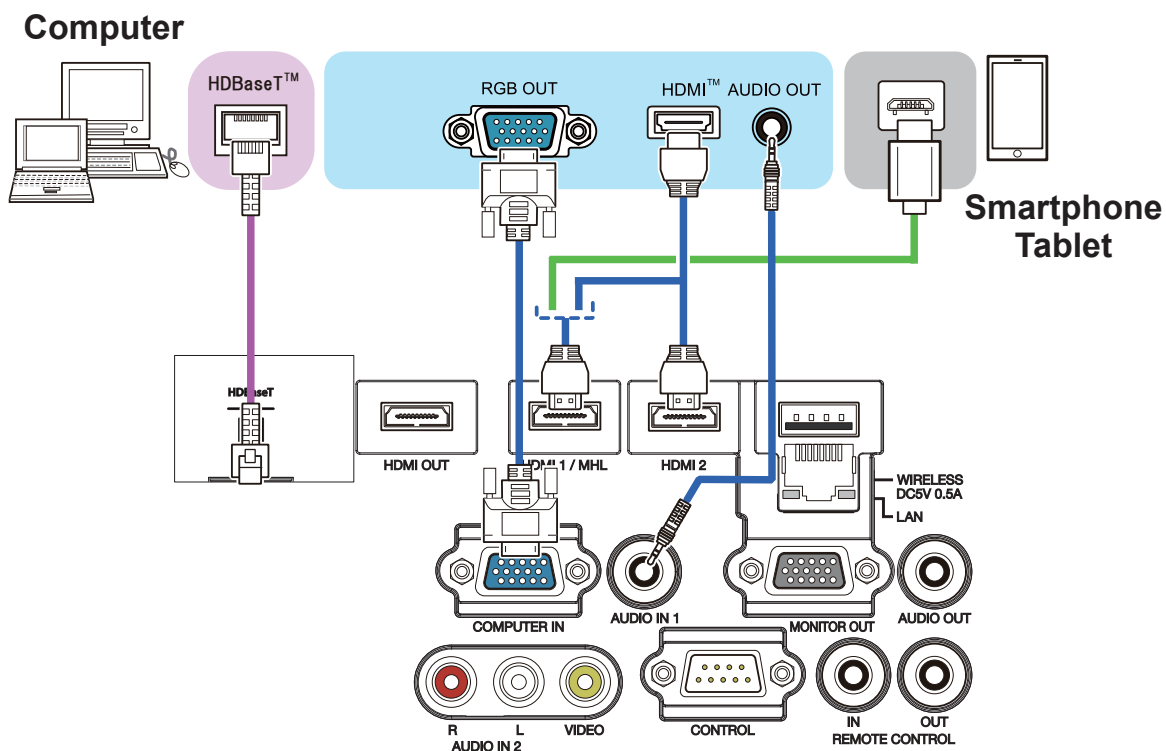 Computer
HDBaseT™
RGB OUT
HDMI™
AUDIO OUT
Smartphone
Tablet
HDBaseT
HDMI OUT
HDMI 1 / MHL
HDMI 2
WIRELESS
DC5V 0.5A
LAN
COMPUTER IN
AUDIO IN 1
MONITOR OUT
AUDIO OUT
R
L
VIDEO
AUDIO IN 2
CONTROL
IN
OUT
REMOTE CONTROL